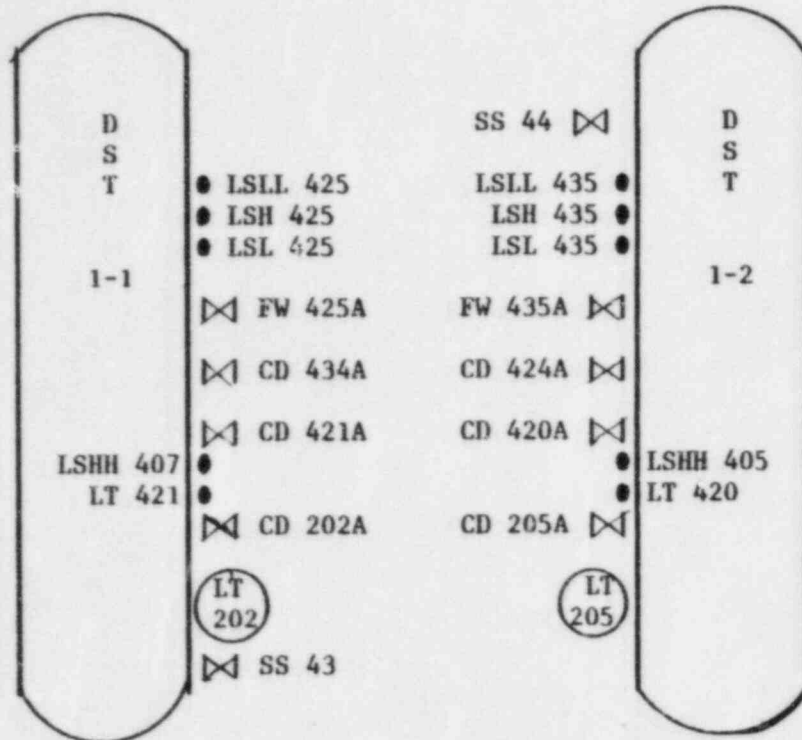 D
S
T
1-1
LSLL 425
LSH 425
LSL 425
FW 425A
CD 434A
CD 421A
LSHH 407
LT 421
CD 202A
LT
202
SS 43
SS 44
LSLL 435
LSH 435
LSL 435
FW 435A
CD 424A
CD 420A
LSHH 405
LT 420
CD 205A
LT
205
D
S
T
1-2